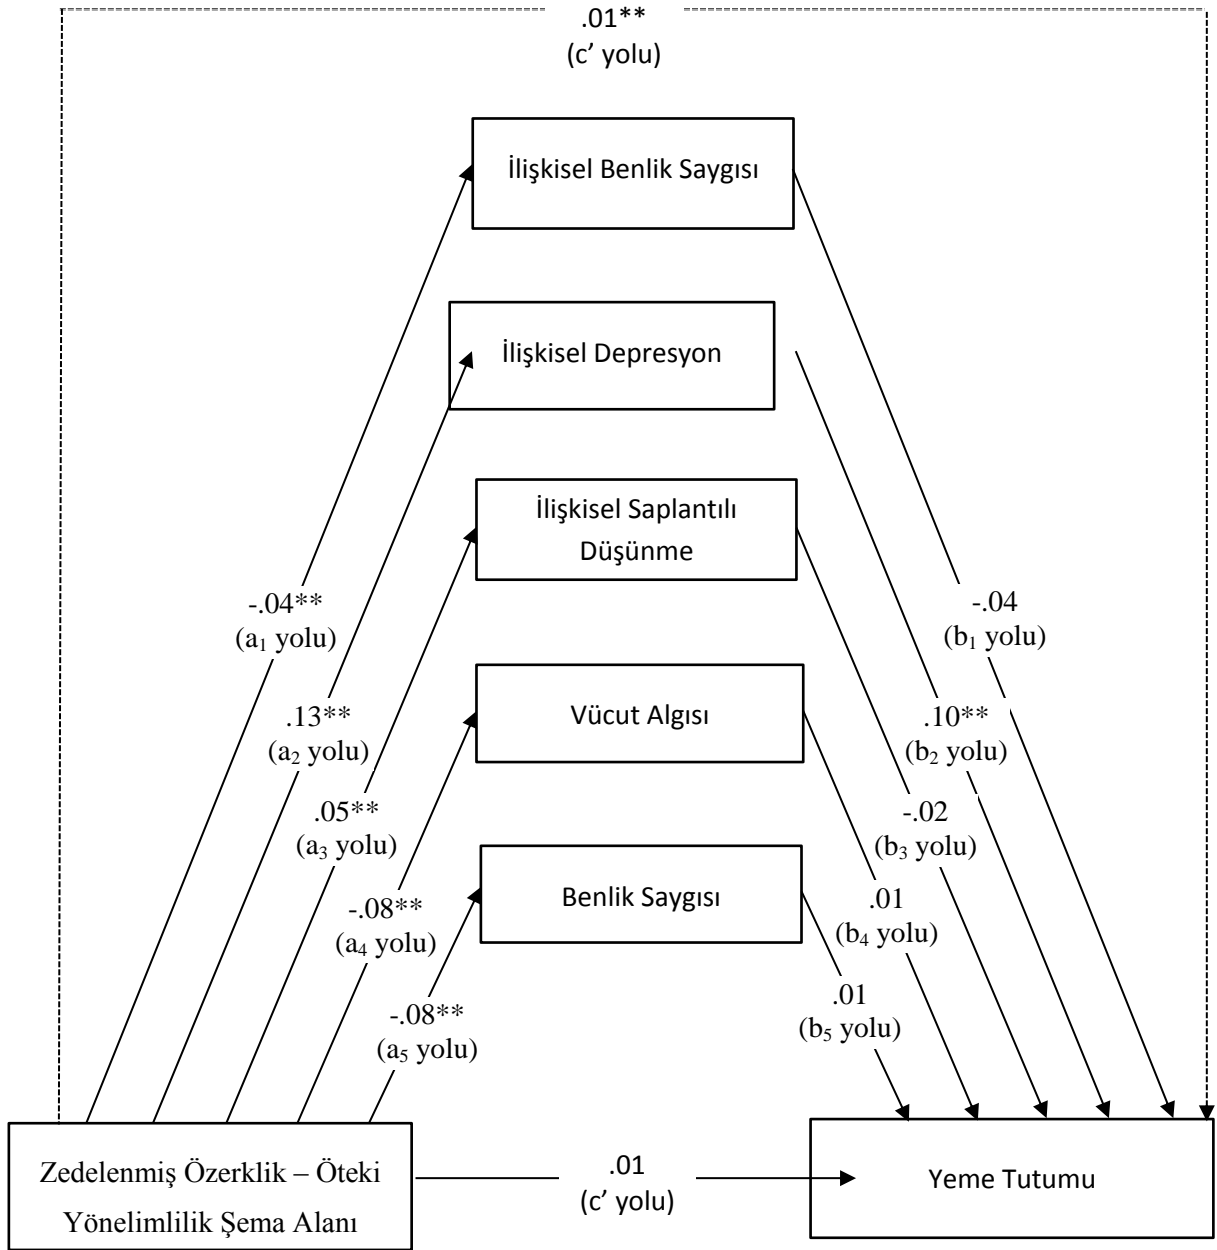 .01**
(c’ yolu)
İlişkisel Benlik Saygısı
İlişkisel Depresyon
İlişkisel Saplantılı
Düşünme
-.04**
(a₁ yolu)
-.04
(b₁ yolu)
Vücut Algısı
.13**
(a₂ yolu)
.10**
(b₂ yolu)
.05**
(a₃ yolu)
-.02
(b₃ yolu)
Benlik Saygısı
-.08**
(a₄ yolu)
.01
(b₄ yolu)
-.08**
(a₅ yolu)
.01
(b₅ yolu)
Zedelenmiş Özerklik – Öteki
Yönelimlilik Şema Alanı
.01
(c’ yolu)
Yeme Tutumu